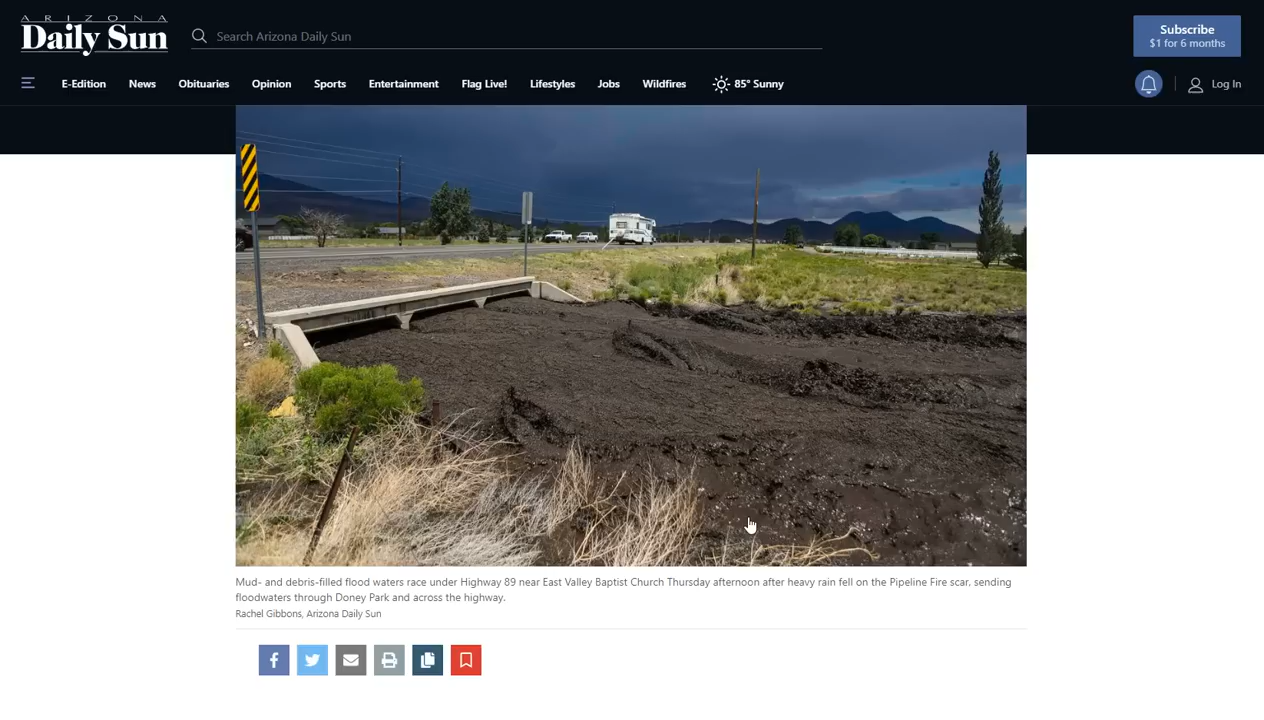 ARIZONA
Daily Sun
Search Arizona Daily Sun
Subscribe
$1 for 6 months
E-Edition News Obituaries Opinion Sports Entertainment Flag Live! Lifestyles Jobs Wildfires 85° Sunny
Log In
Mud- and debris-filled flood waters race under Highway 89 near East Valley Baptist Church Thursday afternoon after heavy rain fell on the Pipeline Fire scar, sending
floodwaters through Doney Park and across the highway.
Rachel Gibbons, Arizona Daily Sun